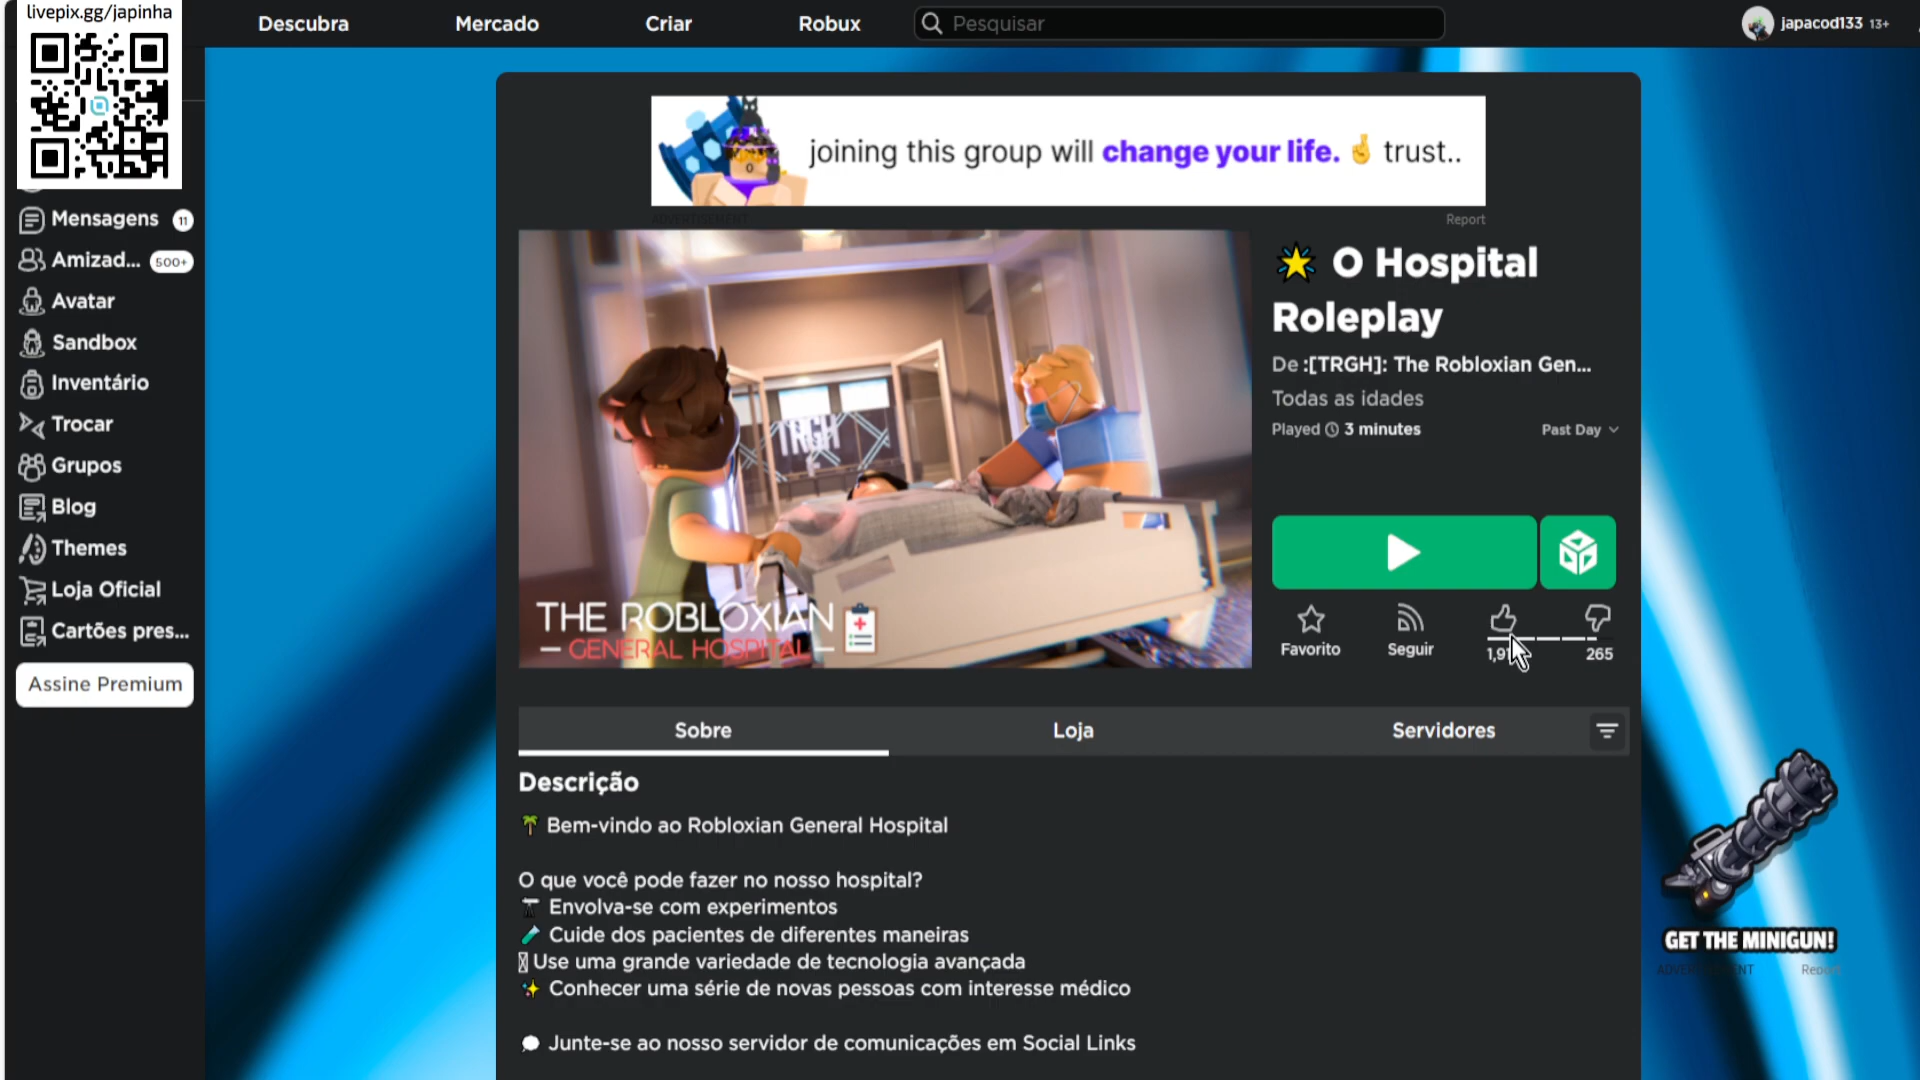 livepix.gg/japinha
Descubra
Mercado
Criar
Robux
Pesquisar
japacod133 13+
Mensagens 11
Amizad... 500+
Avatar
Sandbox
Inventário
Trocar
Grupos
Blog
Themes
Loja Oficial
Cartões pres...
Assine Premium
joining this group will change your life. 🤞 trust..
ADVERTISEMENT
Report
THE ROBLOXIAN
GENERAL HOSPITAL
TRGH
🌟 O Hospital
Roleplay
De :[TRGH]: The Robloxian Gen...
Todas as idades
Played 3 minutes
Past Day
Favorito
Seguir
265
Sobre
Loja
Servidores
Descrição
🌴 Bem-vindo ao Robloxian General Hospital
O que você pode fazer no nosso hospital?
🔭 Envolva-se com experimentos
🧪 Cuide dos pacientes de diferentes maneiras
Use uma grande variedade de tecnologia avançada
✨ Conhecer uma série de novas pessoas com interesse médico
💭 Junte-se ao nosso servidor de comunicações em Social Links
GET THE MINIGUN!
ADVERTISEMENT
Report